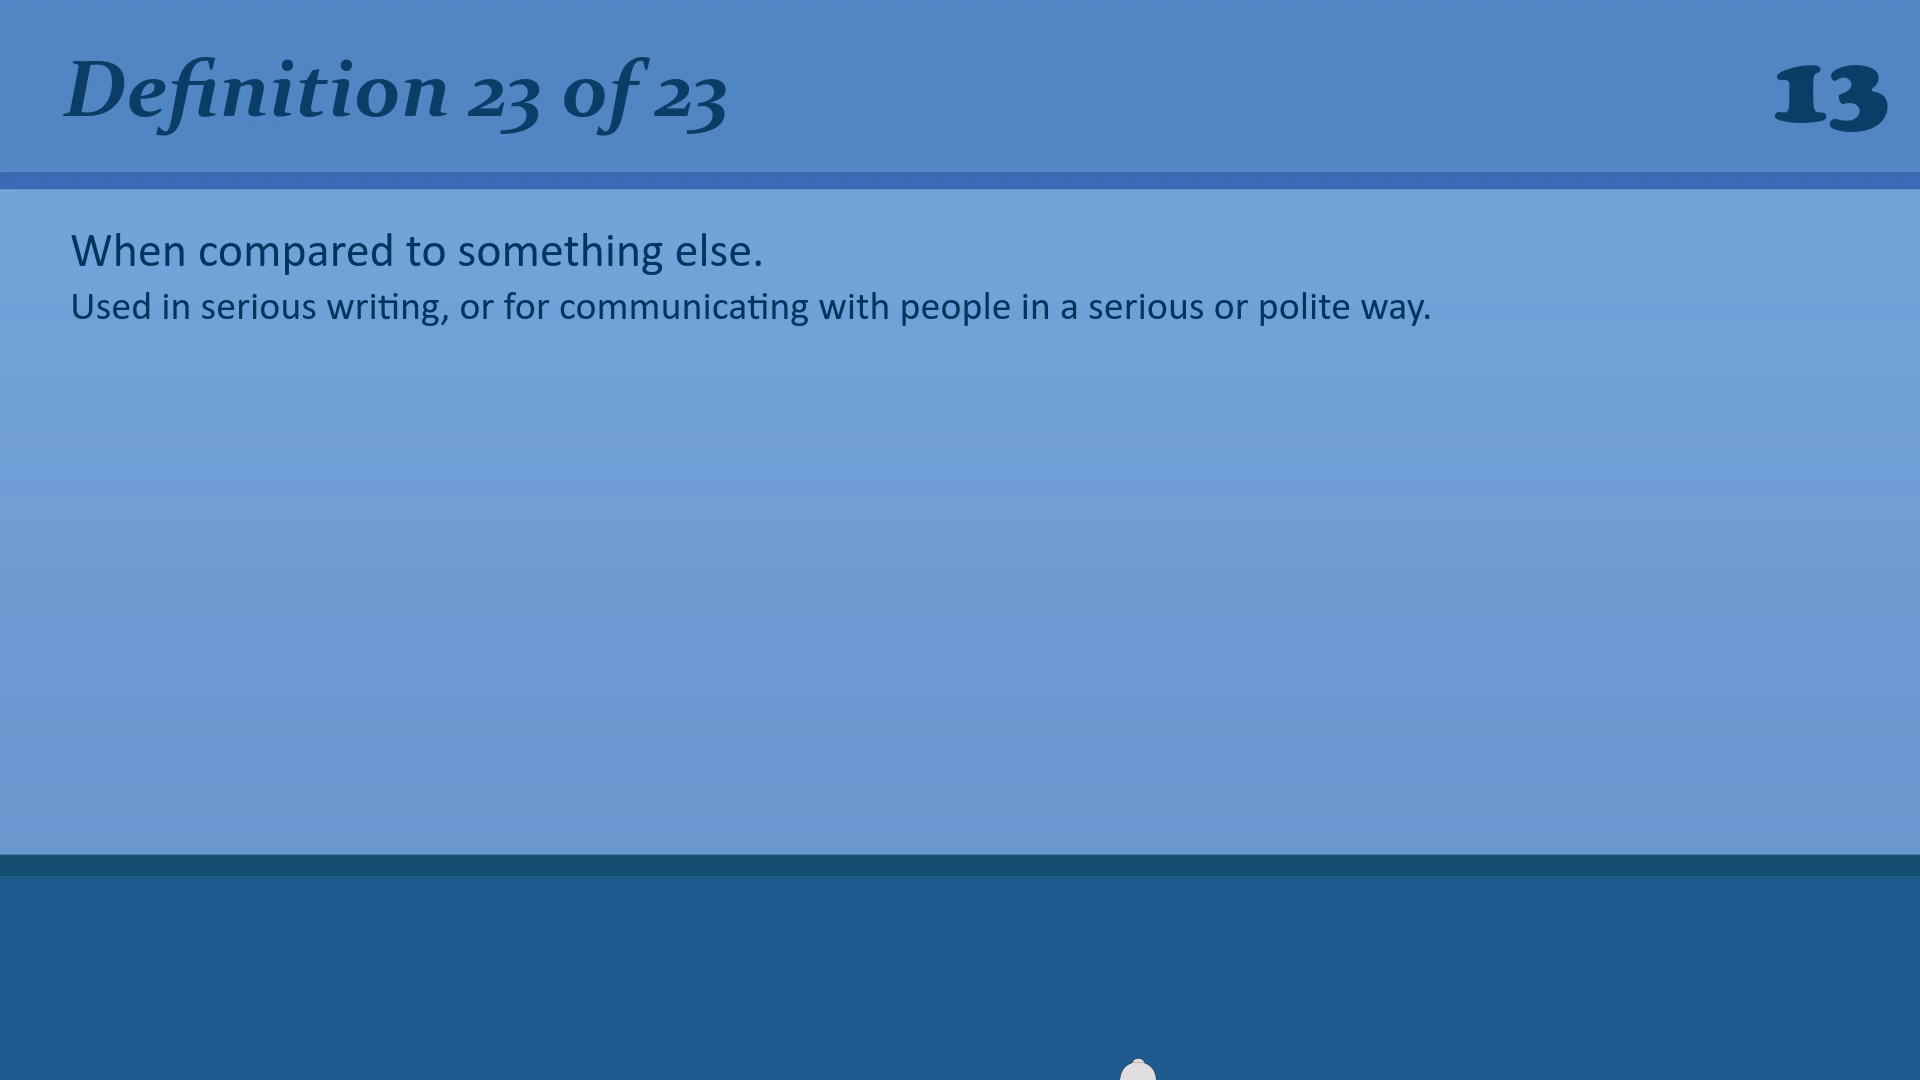 Definition 23 of 23
13
When compared to something else.
Used in serious writing, or for communicating with people in a serious or polite way.